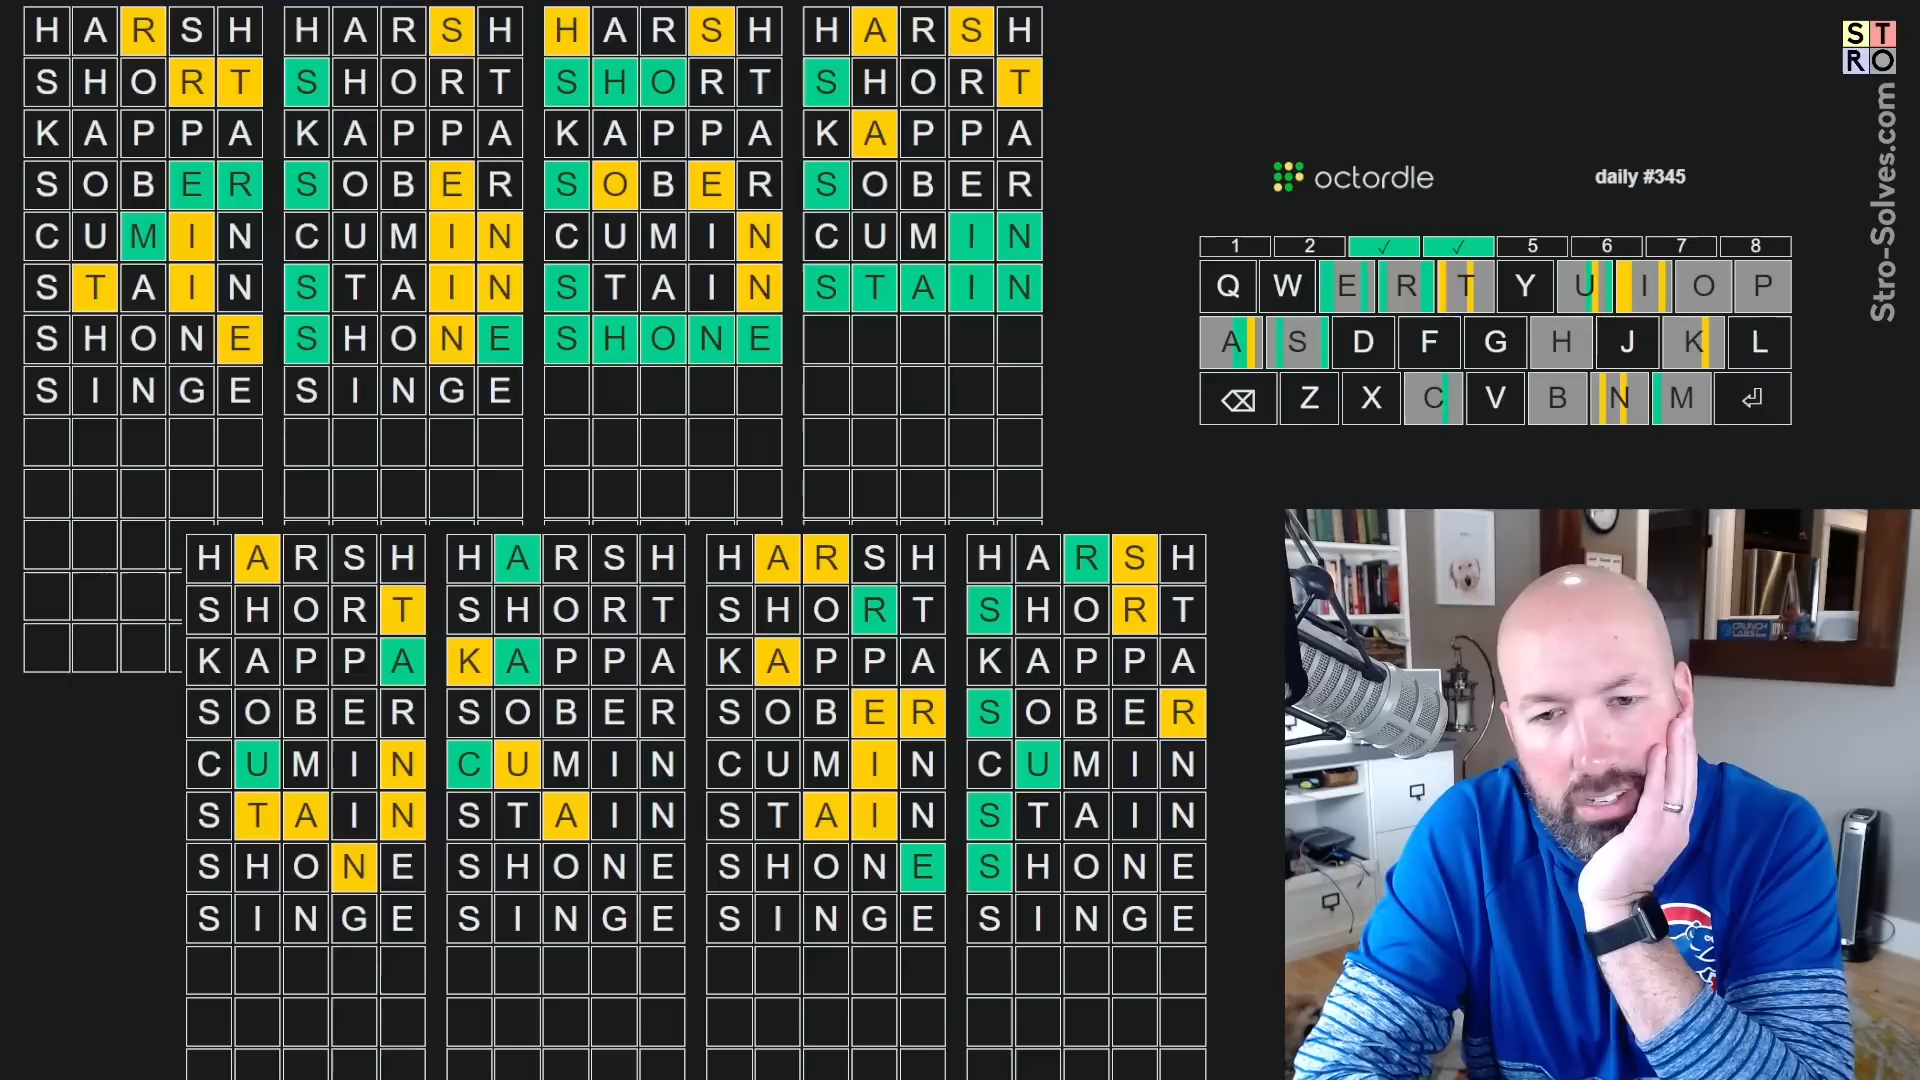 HARSH HARSH HARSH HARSH
SHORT SHORT SHORT SHORT
KAPPA KAPPA KAPPA KAPPA
SOBER SOBER SOBER SOBER
CUMIN CUMIN CUMIN CUMIN
STAIN STAIN STAIN STAIN
SHONE SHONE SHONE
SINGE SINGE
HARSH HARSH HARSH HARSH
SHORT SHORT SHORT SHORT
KAPPA KAPPA KAPPA KAPPA
SOBER SOBER SOBER SOBER
CUMIN CUMIN CUMIN CUMIN
STAIN STAIN STAIN STAIN
SHONE SHONE SHONE SHONE
SINGE SINGE SINGE SINGE
octordle daily #345
1 2 ✓ ✓ 5 6 7 8
Q W E R T Y U I O P
A S D F G H J K L
⌫ Z X C V B N M ⏎
ST
RO
Stro-Solves.com
CRUNCH
LABS